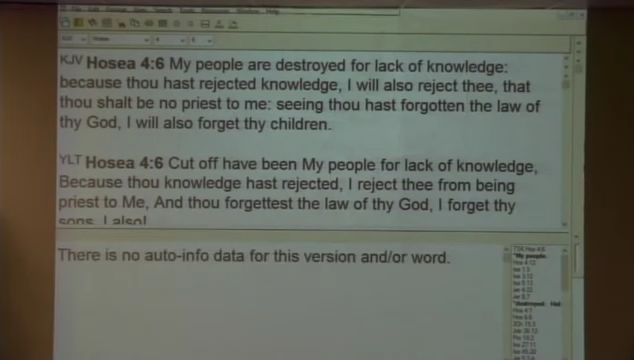 KJV Hosea 4:6 My people are destroyed for lack of knowledge:
because thou hast rejected knowledge, I will also reject thee, that
thou shalt be no priest to me: seeing thou hast forgotten the law of
thy God, I will also forget thy children.
YLT Hosea 4:6 Cut off have been My people for lack of knowledge,
Because thou knowledge hast rejected, I reject thee from being
priest to Me, And thou forgettest the law of thy God, I forget thy
sons, I also!
There is no auto-info data for this version and/or word.
"My people.